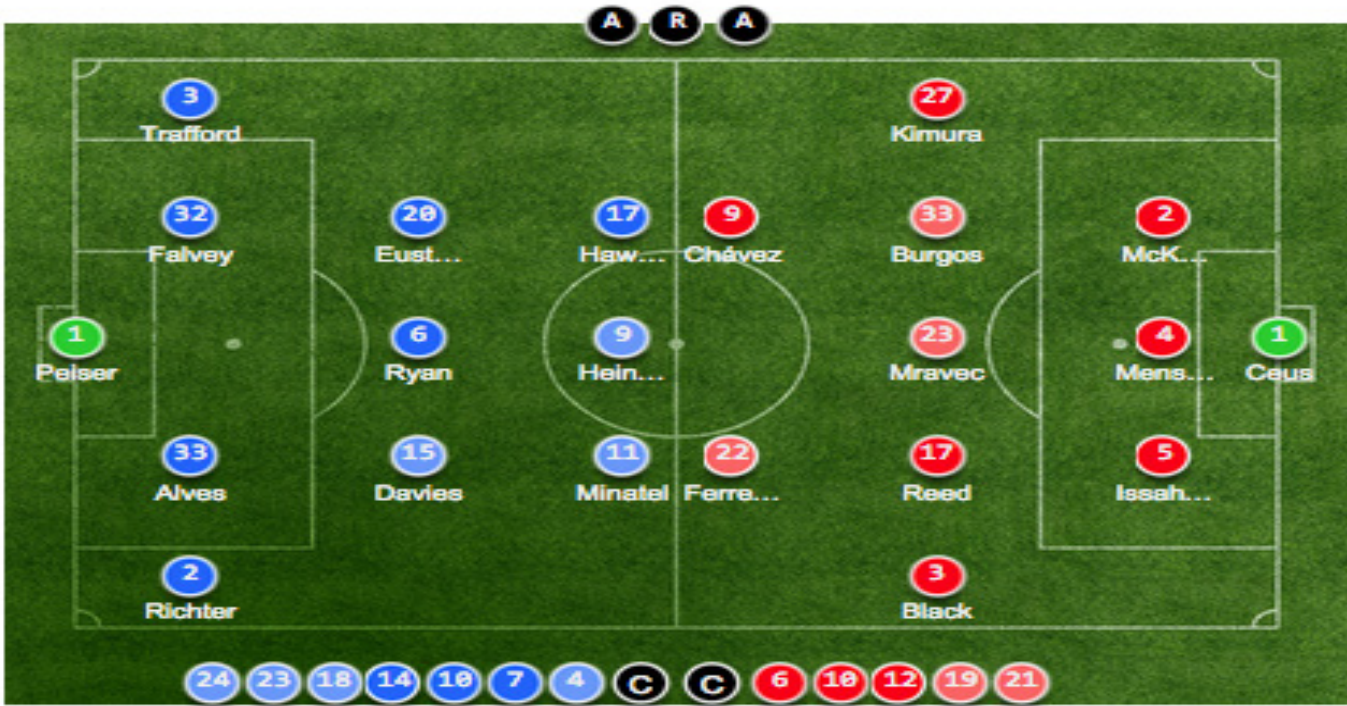 A R A
3 27
Trafford Kimura
32 20 17 9 33 2
Falvey Eust... Haw... Chávez Burgos McK...
1 6 9 23 4 1
Peiser Ryan Hein... Mravec Mens... Ceus
33 15 11 22 17 5
Alves Davies Minatel Ferre... Reed Issah...
2 3
Richter Black
24 23 18 14 10 7 4 C C 6 10 12 19 21